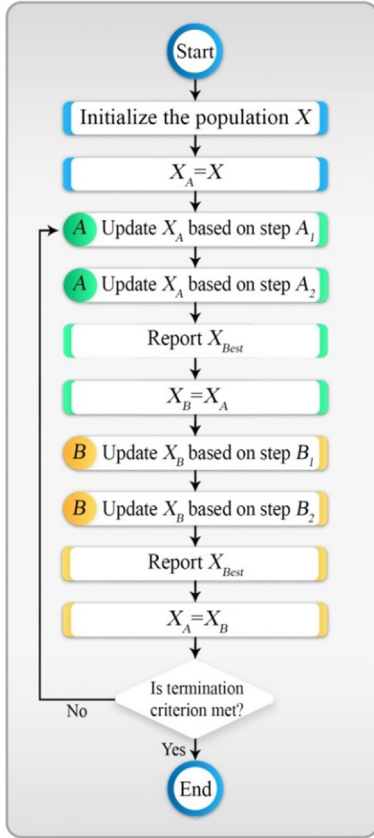 Start
Initialize the population X
X_A=X
A Update X_A based on step A_1
A Update X_A based on step A_2
Report X_Best
X_B=X_A
B Update X_B based on step B_1
B Update X_B based on step B_2
Report X_Best
X_A=X_B
Is termination
criterion met?
No
Yes
End